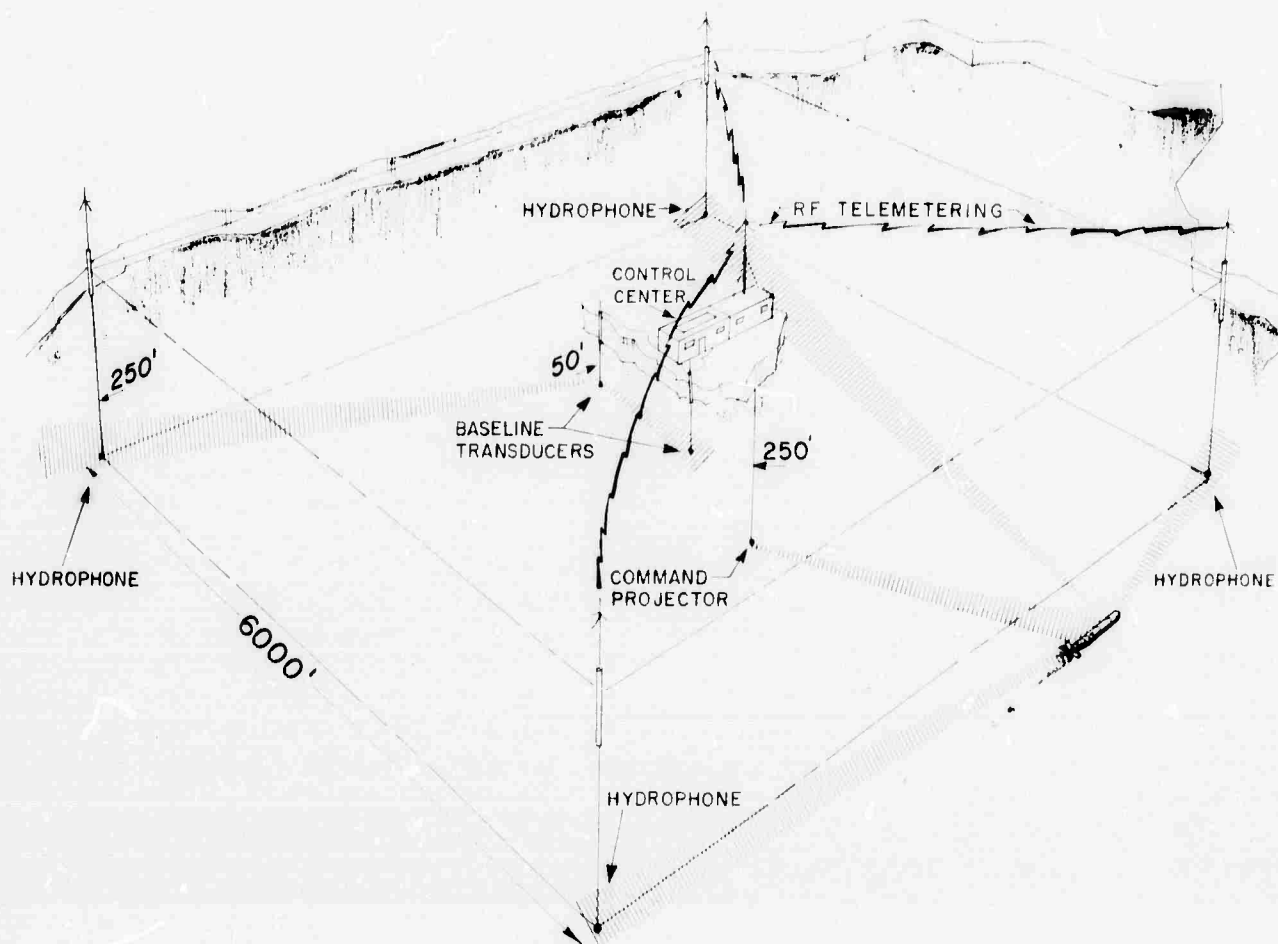 HYDROPHONE
RF TELEMETERING
CONTROL
CENTER
250'
50'
BASELINE
TRANSDUCERS
250'
HYDROPHONE
COMMAND
PROJECTOR
HYDROPHONE
6000'
HYDROPHONE